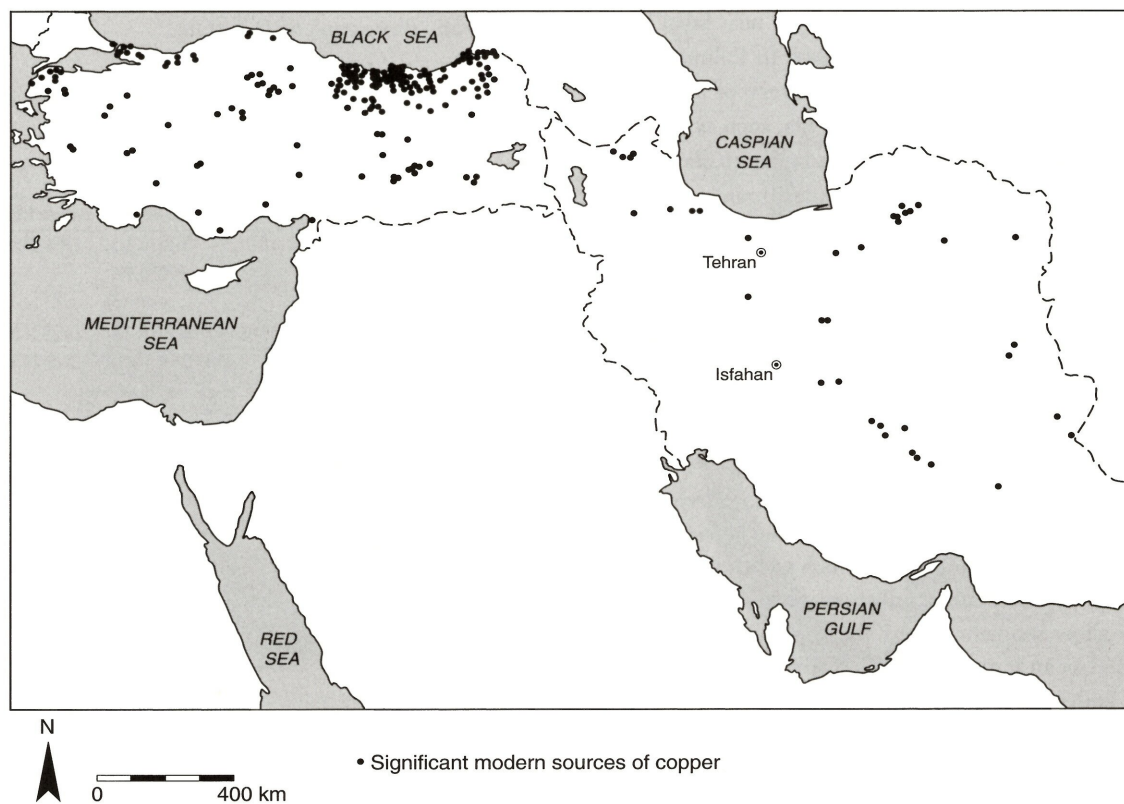 BLACK SEA
CASPIAN
SEA
Tehran
MEDITERRANEAN
SEA
Isfahan
PERSIAN
GULF
RED
SEA
N
• Significant modern sources of copper
0 400 km